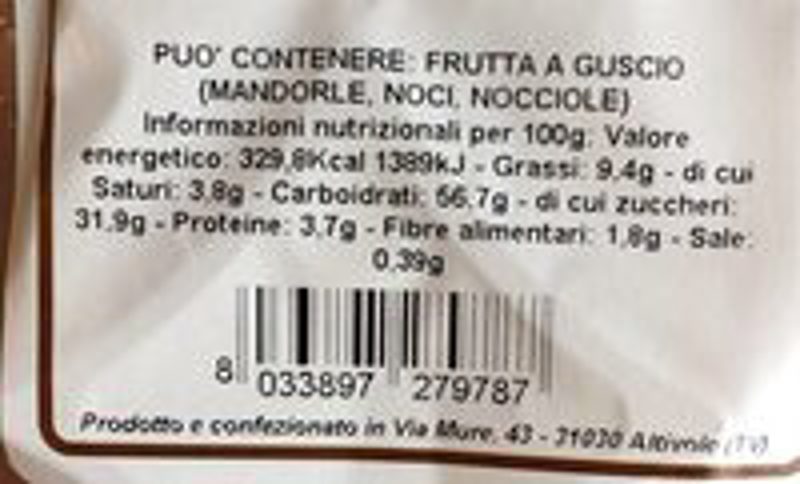 PUO' CONTENERE: FRUTTA A GUSCIO
(MANDORLE, NOCI, NOCCIOLE)
Informazioni nutrizionali per 100g: Valore
energetico: 329,8Kcal 1389kJ - Grassi: 9,4g - di cui
Saturi: 3,8g - Carboidrati: 56,7g - di cui zuccheri:
31,9g - Proteine: 3,7g - Fibre alimentari: 1,8g - Sale:
0,39g
8 033897 279787
Prodotto e confezionato in Via Mure, 43 - 31030 Altivole (TV)